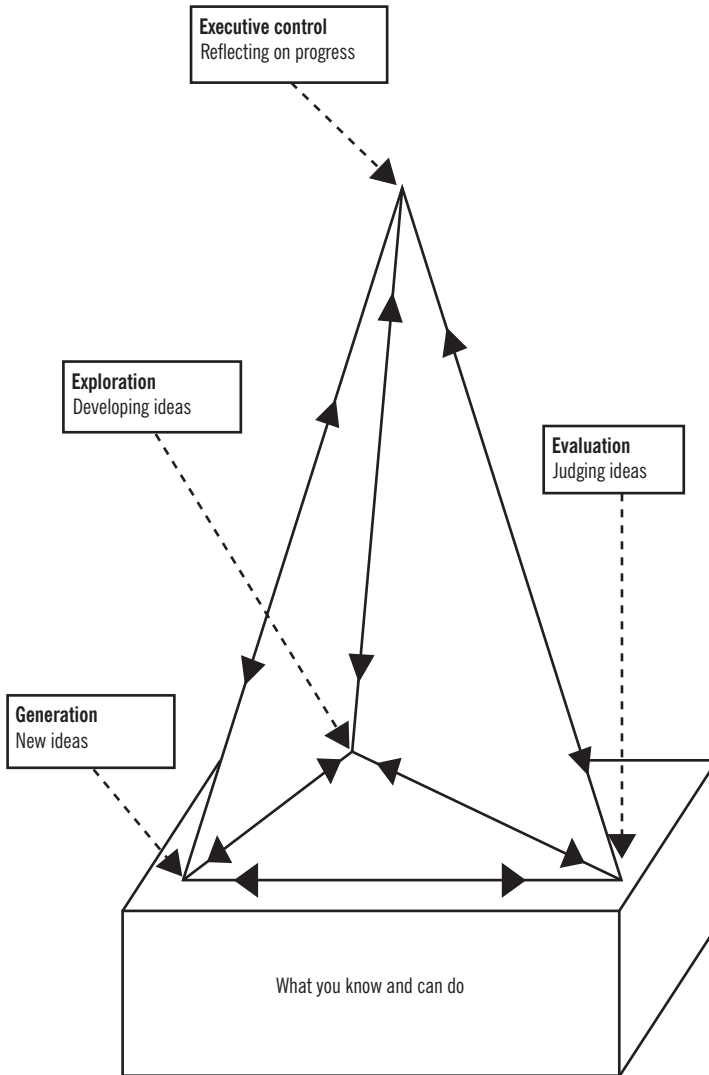 Executive control
Reflecting on progress
Exploration
Developing ideas
Evaluation
Judging ideas
Generation
New ideas
What you know and can do